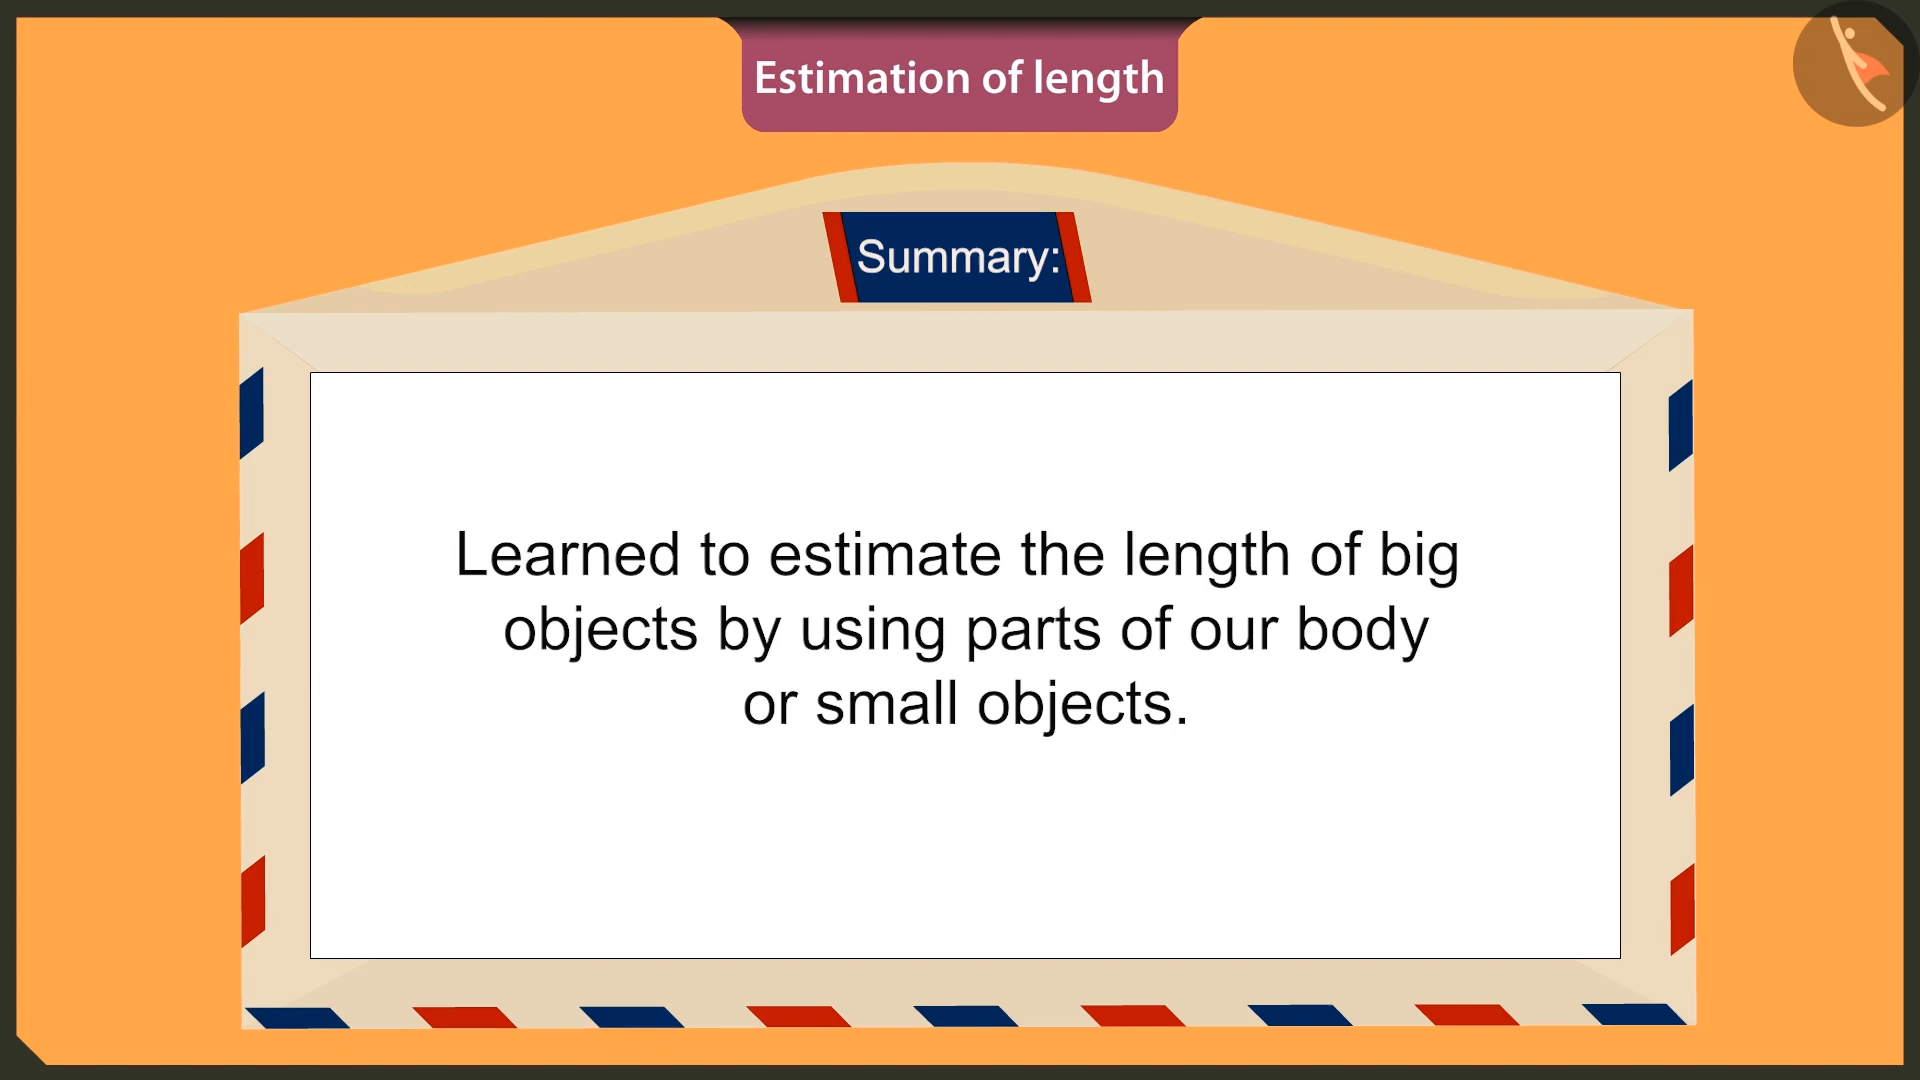 Estimation of length
Summary:
Learned to estimate the length of big
objects by using parts of our body
or small objects.